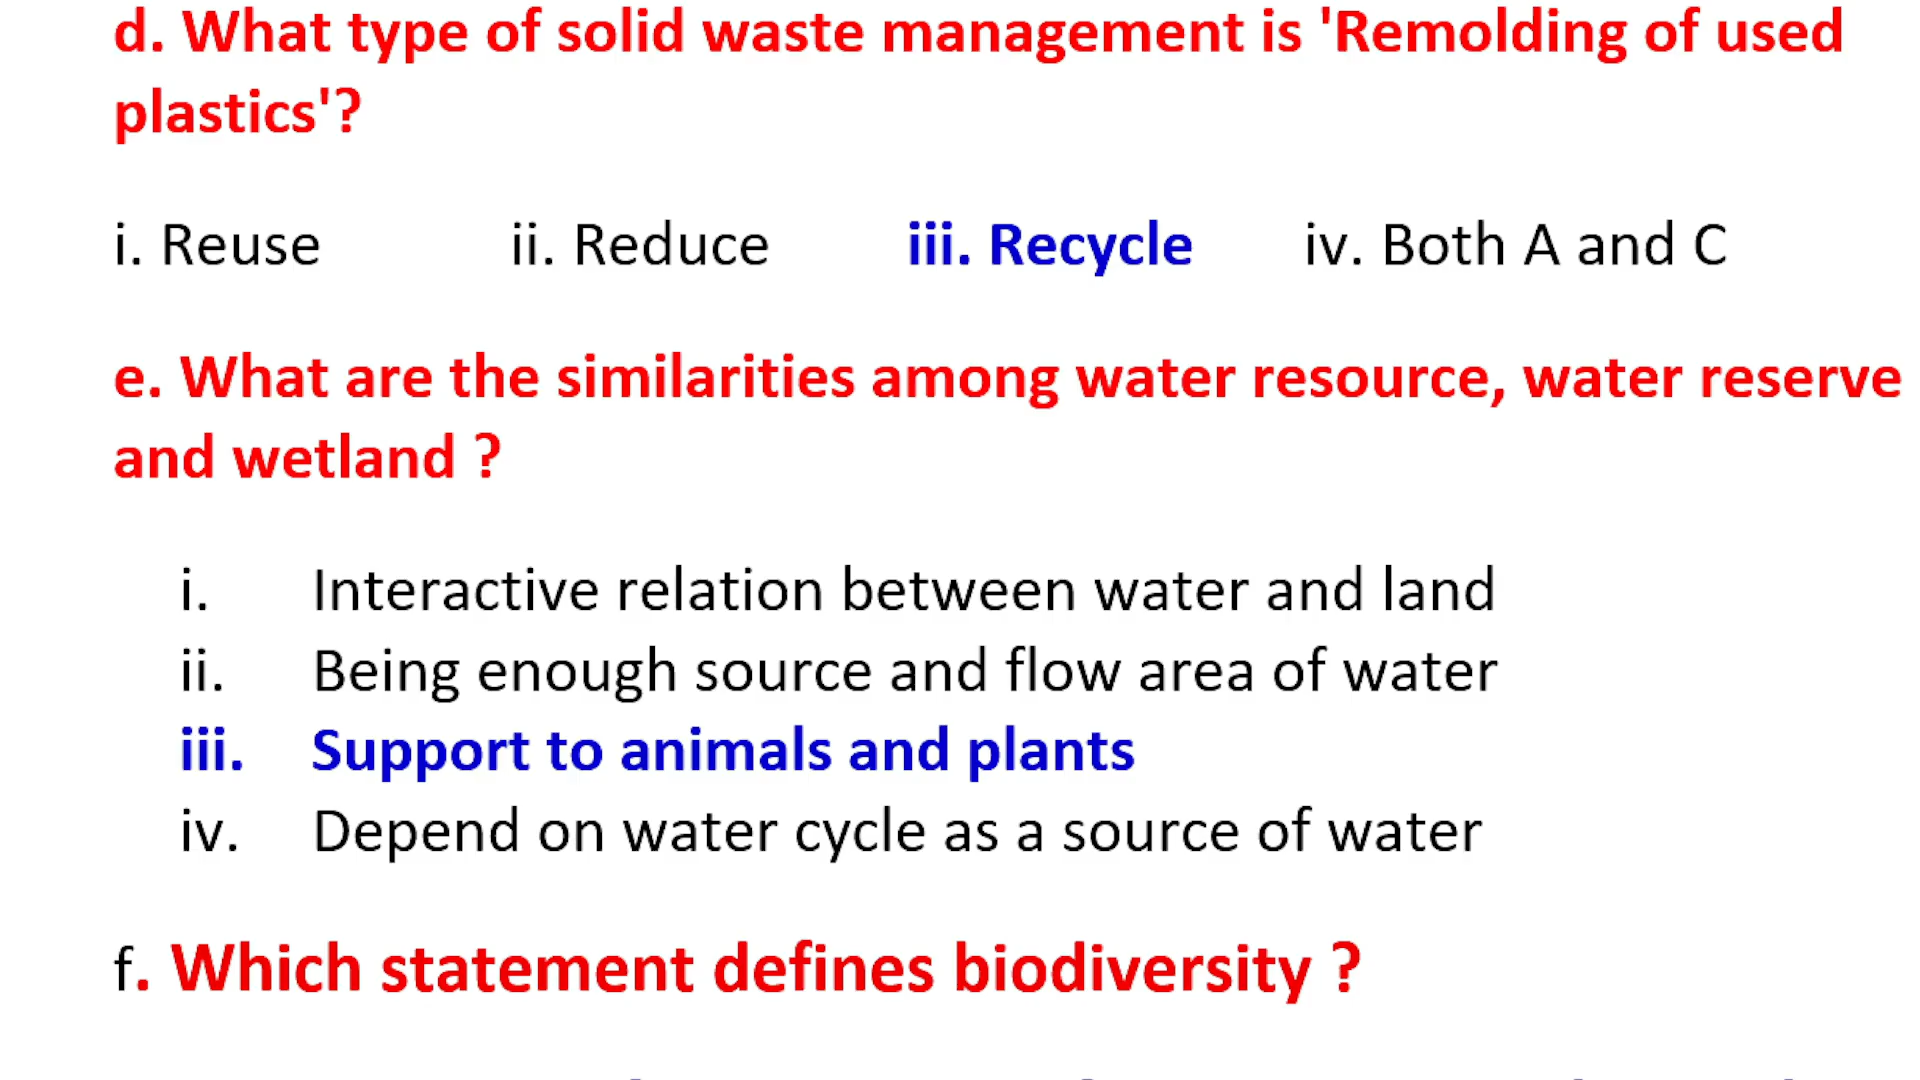 d. What type of solid waste management is 'Remolding of used
plastics'?
i. Reuse ii. Reduce iii. Recycle iv. Both A and C
e. What are the similarities among water resource, water reserve
and wetland ?
i. Interactive relation between water and land
ii. Being enough source and flow area of water
iii. Support to animals and plants
iv. Depend on water cycle as a source of water
f. Which statement defines biodiversity ?